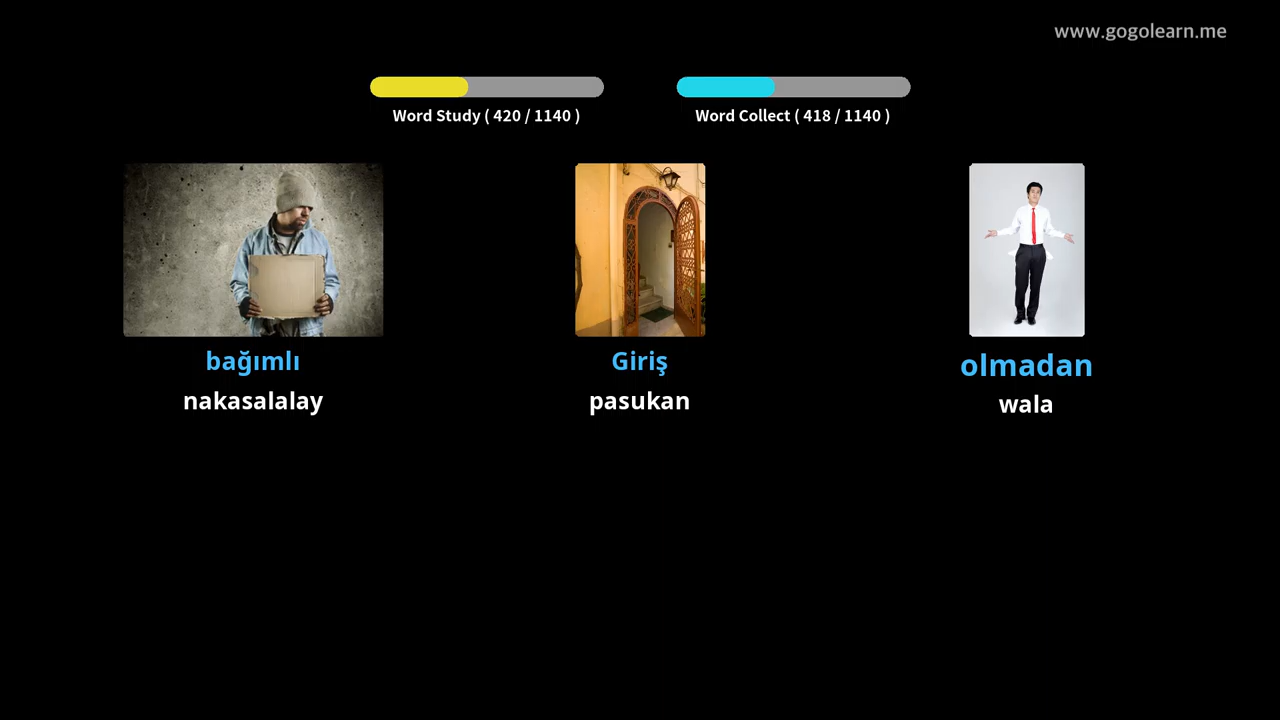 www.gogolearn.me
Word Study ( 420 / 1140 )
Word Collect ( 418 / 1140 )
bağımlı
nakasalalay
Giriş
pasukan
olmadan
wala